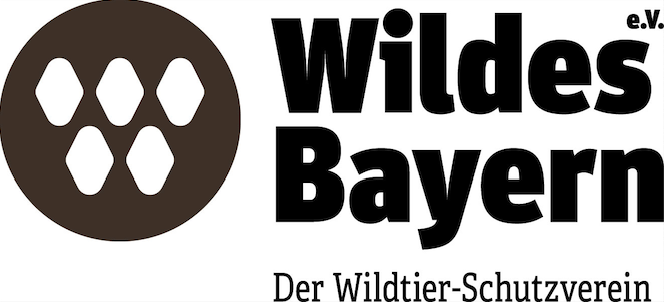 Wildes e.V.
Bayern
Der Wildtier-Schutzverein